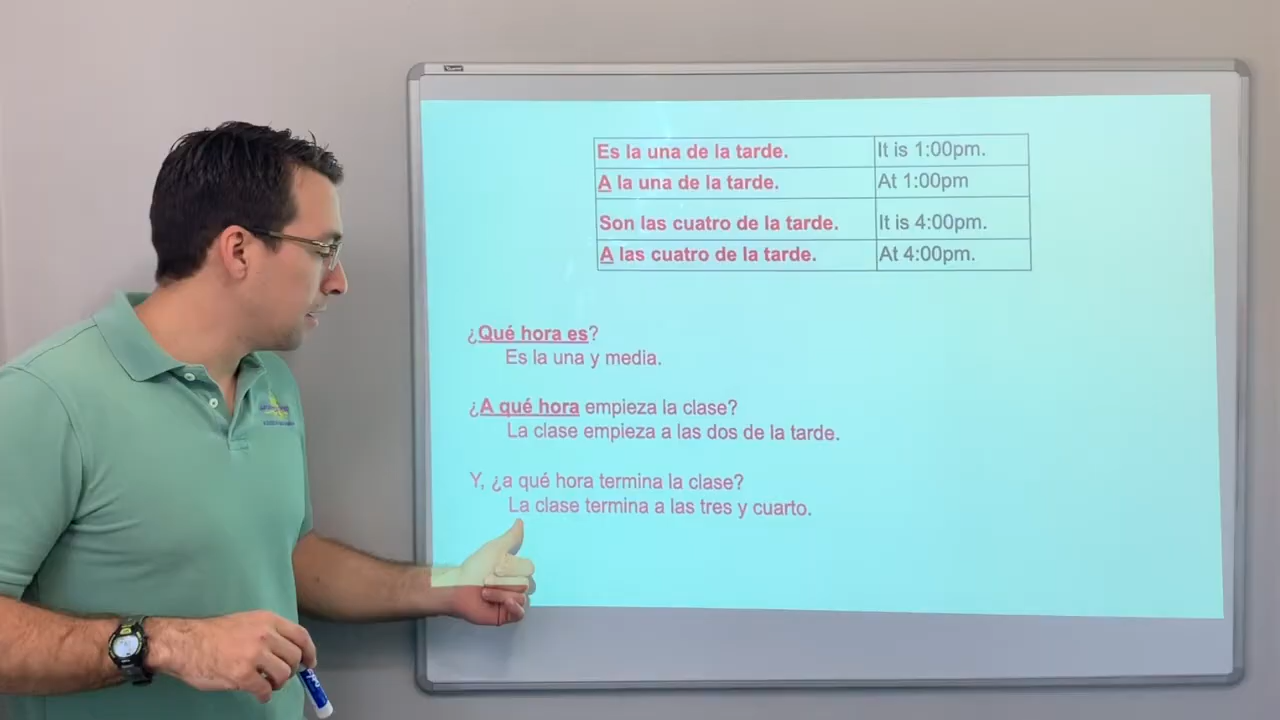 Es la una de la tarde. It is 1:00pm.
A la una de la tarde. At 1:00pm
Son las cuatro de la tarde. It is 4:00pm.
A las cuatro de la tarde. At 4:00pm.
¿Qué hora es?
Es la una y media.
¿A qué hora empieza la clase?
La clase empieza a las dos de la tarde.
Y, ¿a qué hora termina la clase?
La clase termina a las tres y cuarto.